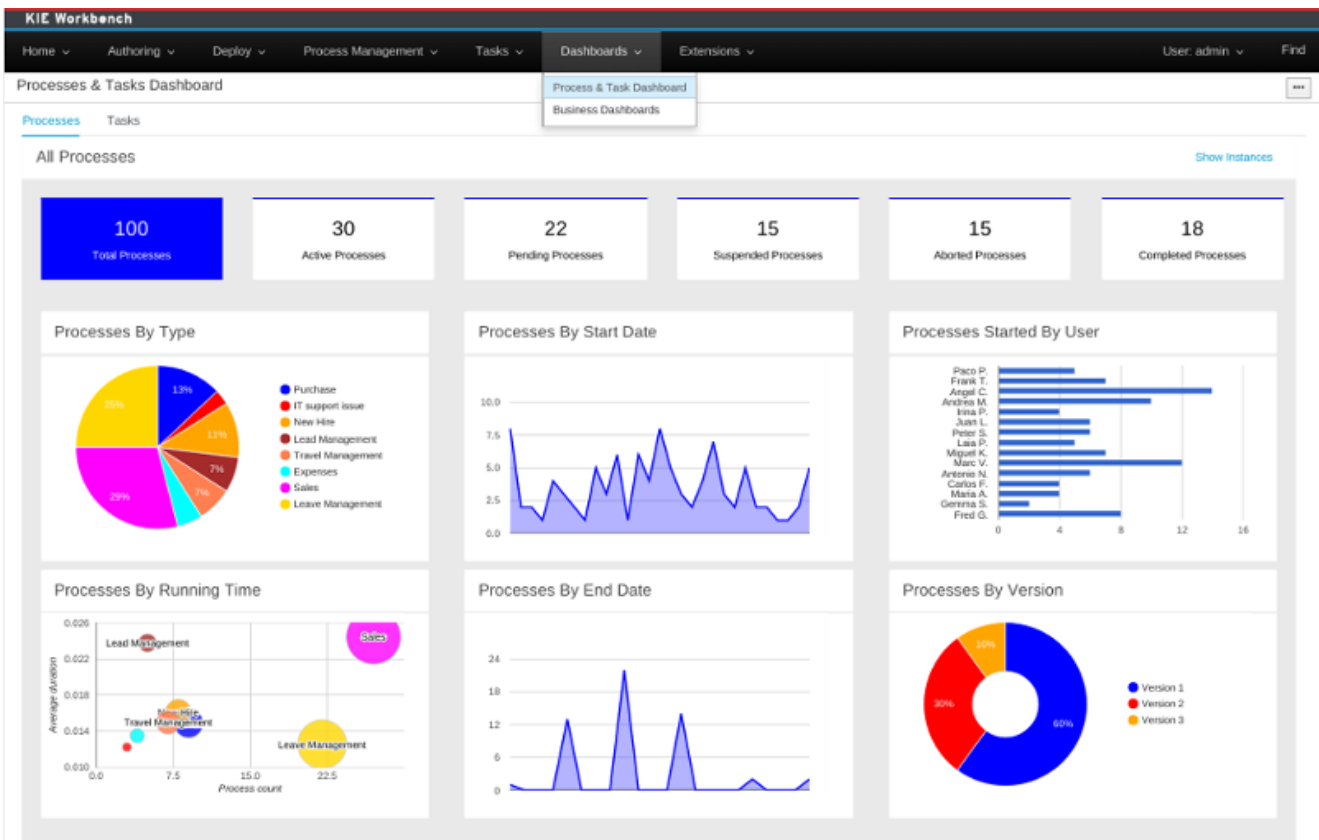 KIE Workbench
Home Authoring Deploy Process Management Tasks Dashboards Extensions User: admin Find
Processes & Tasks Dashboard
Process & Task Dashboard
Business Dashboards
Processes Tasks
All Processes Show Instances
100 30 22 15 15 18
Total Processes Active Processes Pending Processes Suspended Processes Aborted Processes Completed Processes
Processes By Type
13%
11%
7%
7%
29%
25%
Purchase
IT support issue
New Hire
Lead Management
Travel Management
Expenses
Sales
Leave Management
Processes By Start Date
10.0
7.5
5.0
2.5
0.0
Processes Started By User
Paco P.
Frank T.
Angel C.
Andrea M.
Irina P.
Juan L.
Peter S.
Laia P.
Miguel K.
Marc V.
Antonio N.
Carlos F.
Maria A.
Gemma S.
Fred G.
0 4 8 12 16
Processes By Running Time
0.026
0.022
0.018
0.014
0.010
Average duration
Lead Management
Sales
New Hire
Travel Management
Leave Management
0.0 7.5 15.0 22.5
Process count
Processes By End Date
24
18
12
6
0
Processes By Version
10%
30%
60%
Version 1
Version 2
Version 3